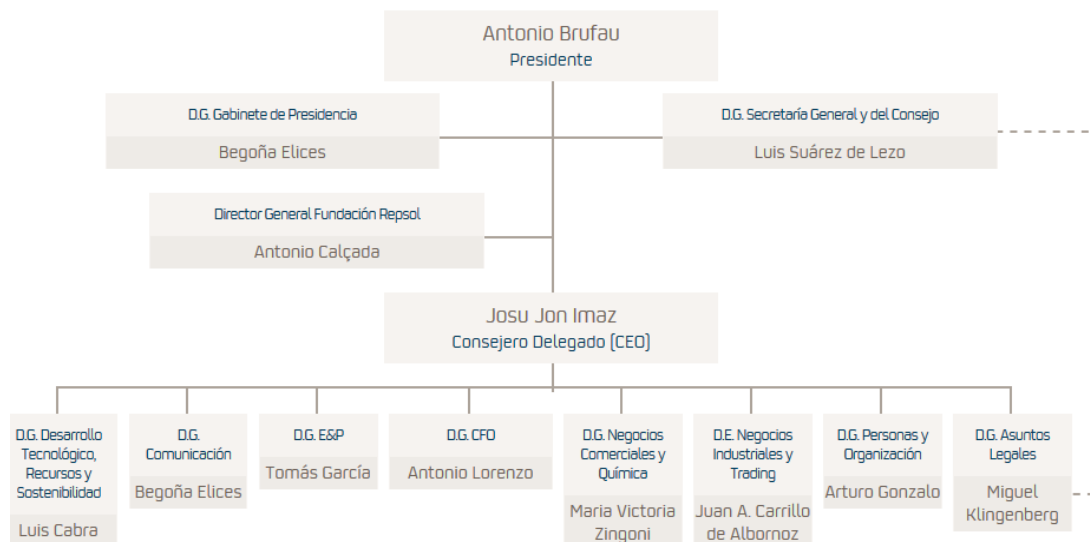 Antonio Brufau
Presidente
D.G. Gabinete de Presidencia
Begoña Elices
D.G. Secretaría General y del Consejo
Luis Suárez de Lezo
Director General Fundación Repsol
Antonio Calçada
Josu Jon Imaz
Consejero Delegado (CEO)
D.G. Desarrollo
Tecnológico,
Recursos y
Sostenibilidad
Luis Cabra
D.G.
Comunicación
Begoña Elices
D.G. E&P
Tomás García
D.G. CFO
Antonio Lorenzo
D.G. Negocios
Comerciales y
Química
Maria Victoria
Zingoni
D.E. Negocios
Industriales y
Trading
Juan A. Carrillo
de Albornoz
D.G. Personas y
Organización
Arturo Gonzalo
D.G. Asuntos
Legales
Miguel
Klingenberg